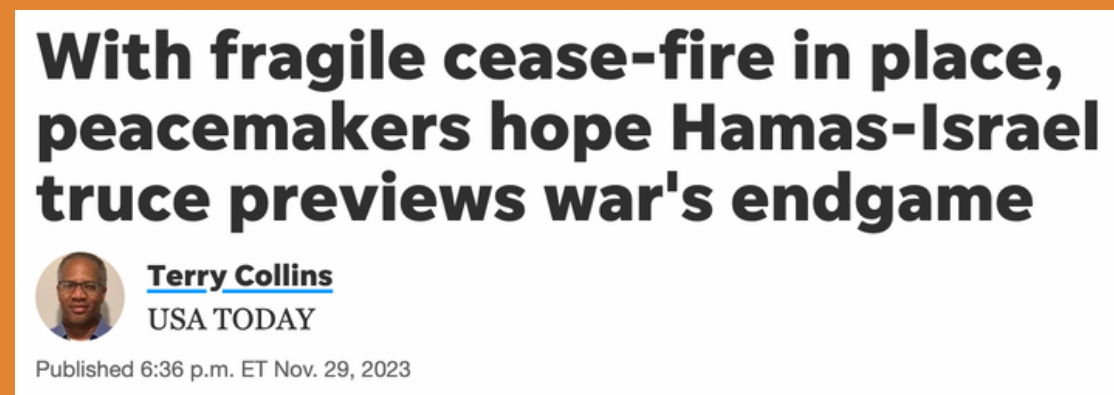 With fragile cease-fire in place,
peacemakers hope Hamas-Israel
truce previews war's endgame
Terry Collins
USA TODAY
Published 6:36 p.m. ET Nov. 29, 2023